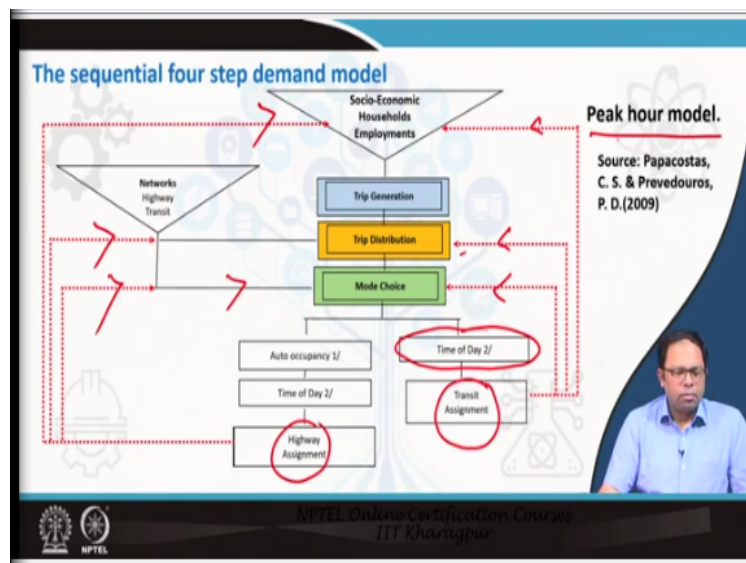 The sequential four step demand model
Socio-Economic
Households
Employments
Peak hour model.
Source: Papacostas,
C. S. & Prevedouros,
P. D.(2009)
Networks
Highway
Transit
Trip Generation
Trip Distribution
Mode Choice
Auto occupancy 1/
Time of Day 2/
Time of Day 2/
Transit
Assignment
Highway
Assignment
NPTEL
NPTEL Online Certification Courses
IIT Kharagpur